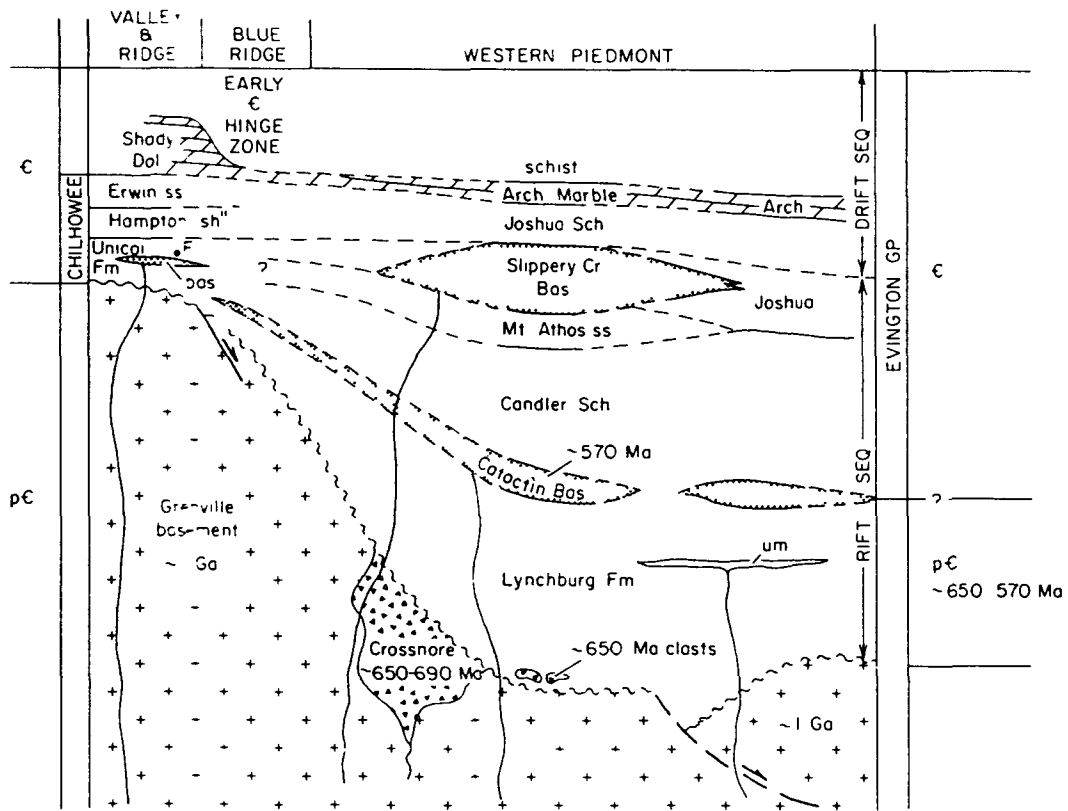 VALLEY
&
RIDGE
BLUE
RIDGE
WESTERN PIEDMONT
EARLY
Є
HINGE
ZONE
Shady
Dol
Є
schist
Arch Marble
Arch
Erwin ss
Hampton sh"
Joshua Sch
CHILHOWEE
Unicoi
Fm
F
bas
?
Slippery Cr
Bas
Joshua
Mt Athos ss
DRIFT SEQ
EVINGTON GP
Є
Candler Sch
~570 Ma
Catoctin Bas
RIFT SEQ
?
pЄ
Grenville
basement
~ Ga
um
Lynchburg Fm
pЄ
~650 570 Ma
Crossnore
~650-690 Ma
~650 Ma clasts
~1 Ga